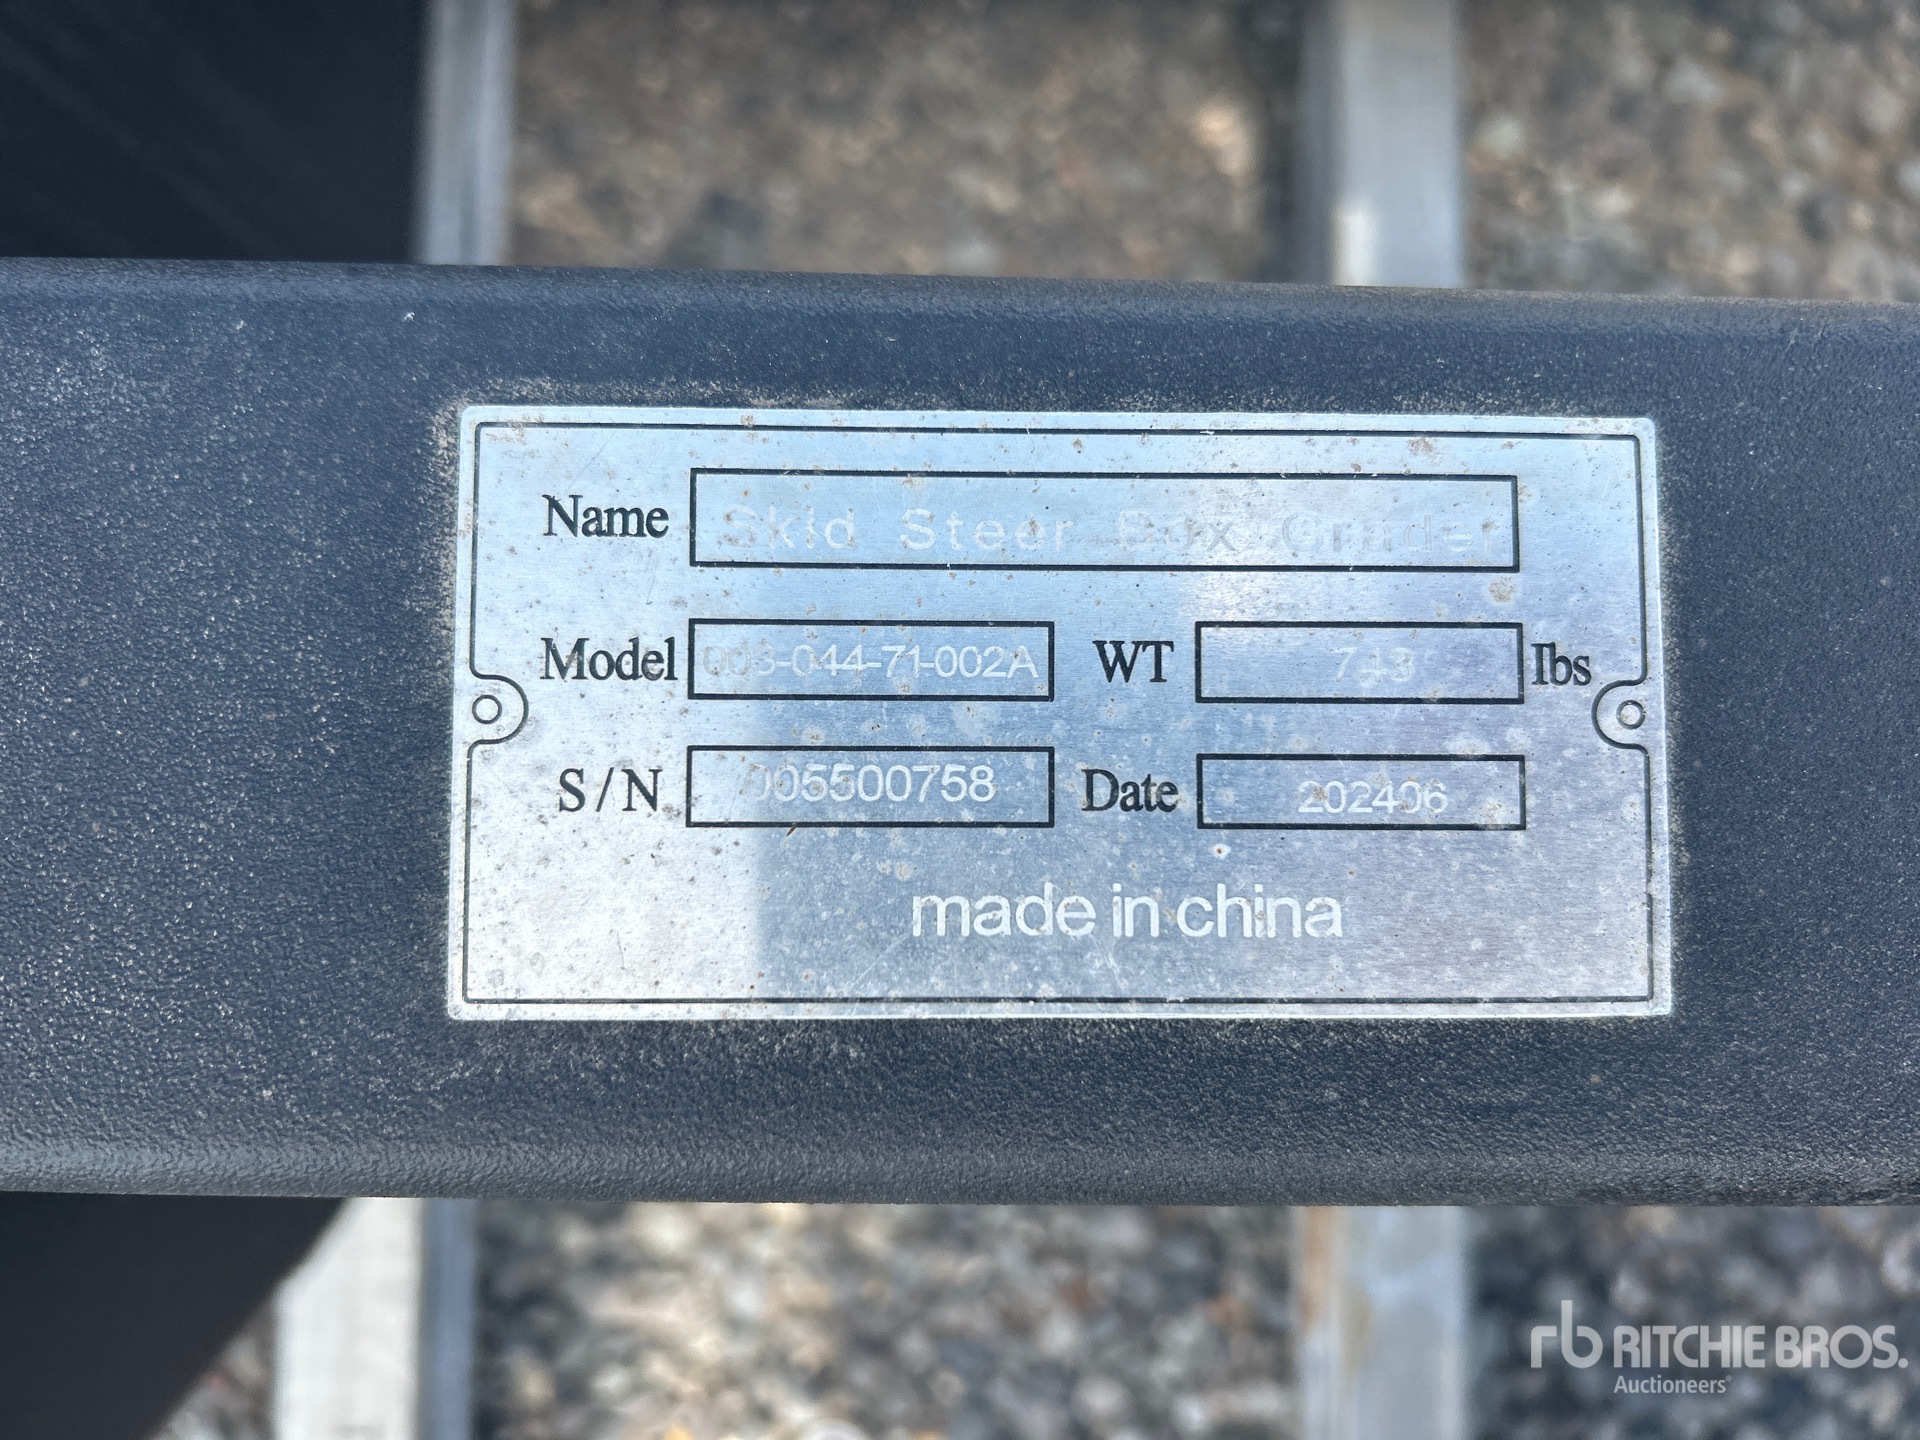 Name Skid Steer Box Grader
Model 003-044-71-002A WT 743 lbs
S/N 005500758 Date 202406
made in china
rb RITCHIE BROS.
Auctioneers